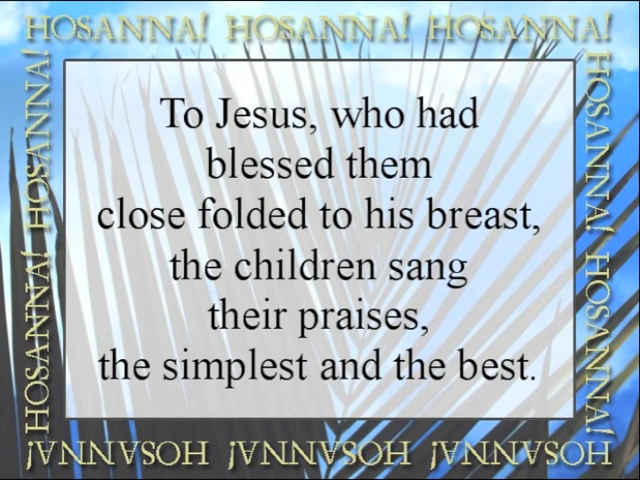 HOSANNA! HOSANNA! HOSANNA!
HOSANNA! HOSANNA!
To Jesus, who had
blessed them
close folded to his breast,
the children sang
their praises,
the simplest and the best.
HOSANNA! HOSANNA!
HOSANNA! HOSANNA! HOSANNA!